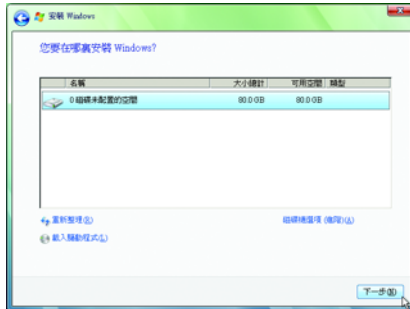 安裝 Windows
您要在哪裏安裝 Windows?
名稱 大小總計 可用空間 類型
0 磁碟未配置的空間 80.0 GB 80.0 GB
重新整理(R) 磁碟機選項 (進階)(A)
載入驅動程式(L)
下一步(N)